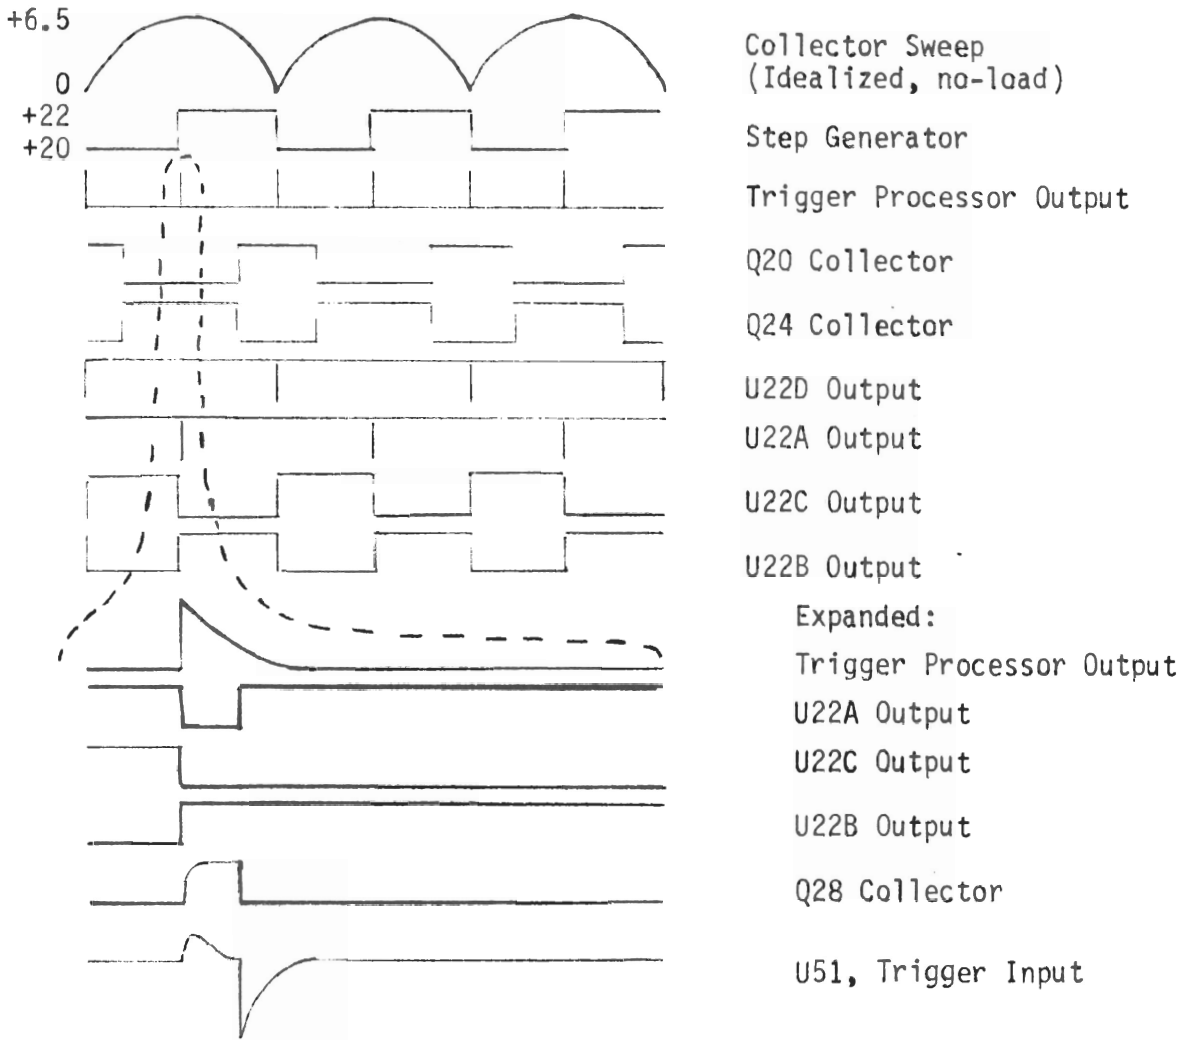 +6.5
0
Collector Sweep
(Idealized, no-load)
+22
+20
Step Generator
Trigger Processor Output
Q20 Collector
Q24 Collector
U22D Output
U22A Output
U22C Output
U22B Output
Expanded:
Trigger Processor Output
U22A Output
U22C Output
U22B Output
Q28 Collector
U51, Trigger Input